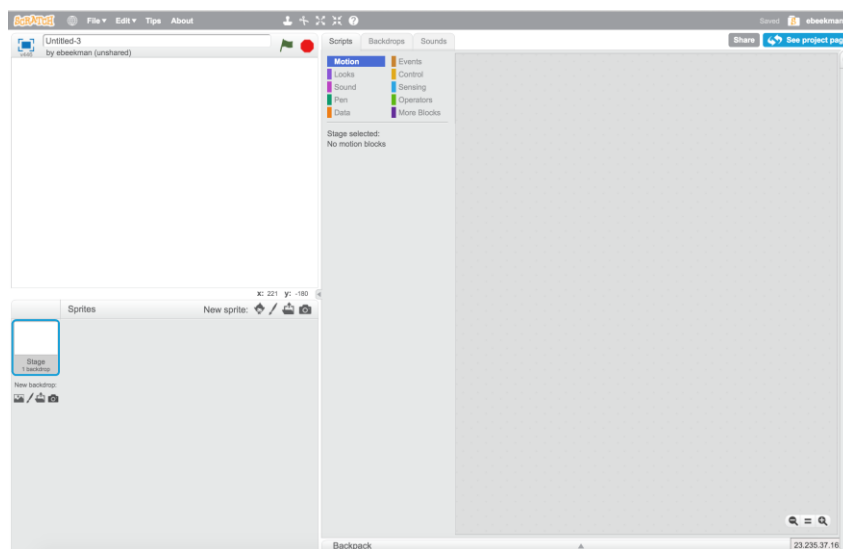 SCRATCH File Edit Tips About Saved ebeekman
Untitled-3
by ebeekman (unshared)
Scripts Backdrops Sounds Share See project pag
Motion Events
Looks Control
Sound Sensing
Pen Operators
Data More Blocks
Stage selected:
No motion blocks
x: 221 y: -180
Sprites New sprite:
Stage
1 backdrop
New backdrop:
Backpack 23.235.37.16